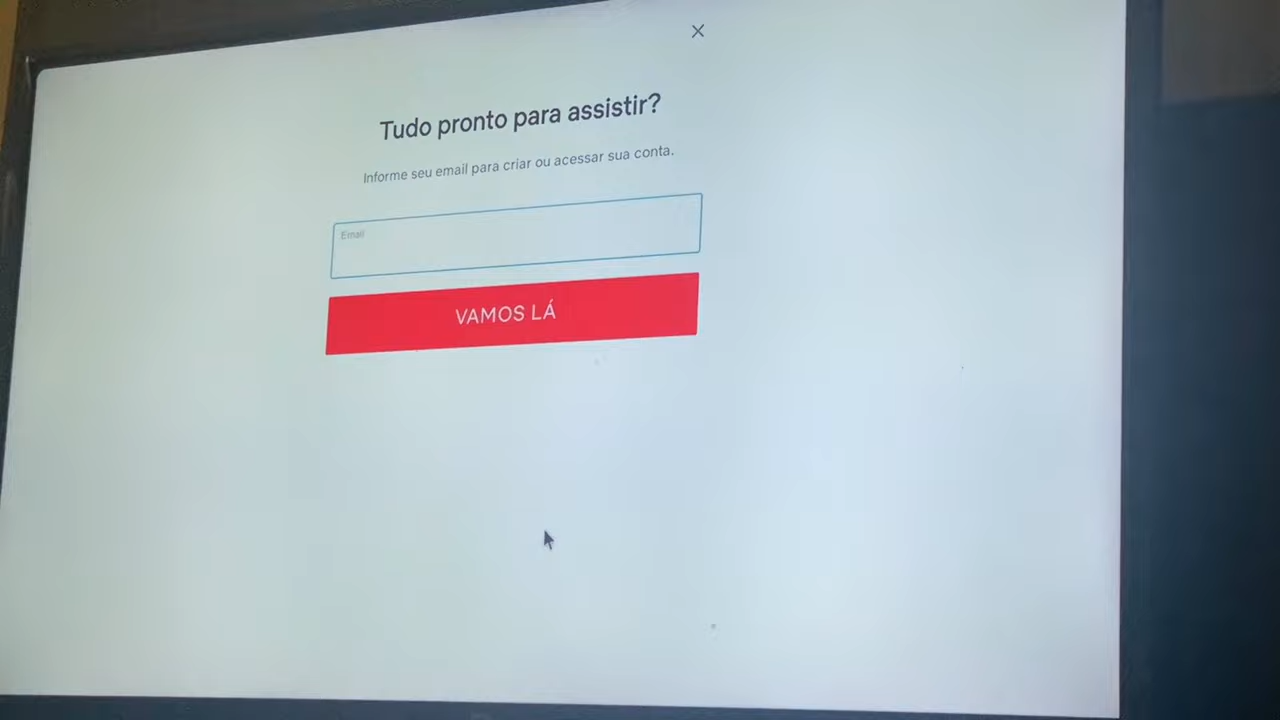 Tudo pronto para assistir?
Informe seu email para criar ou acessar sua conta.
Email
VAMOS LÁ